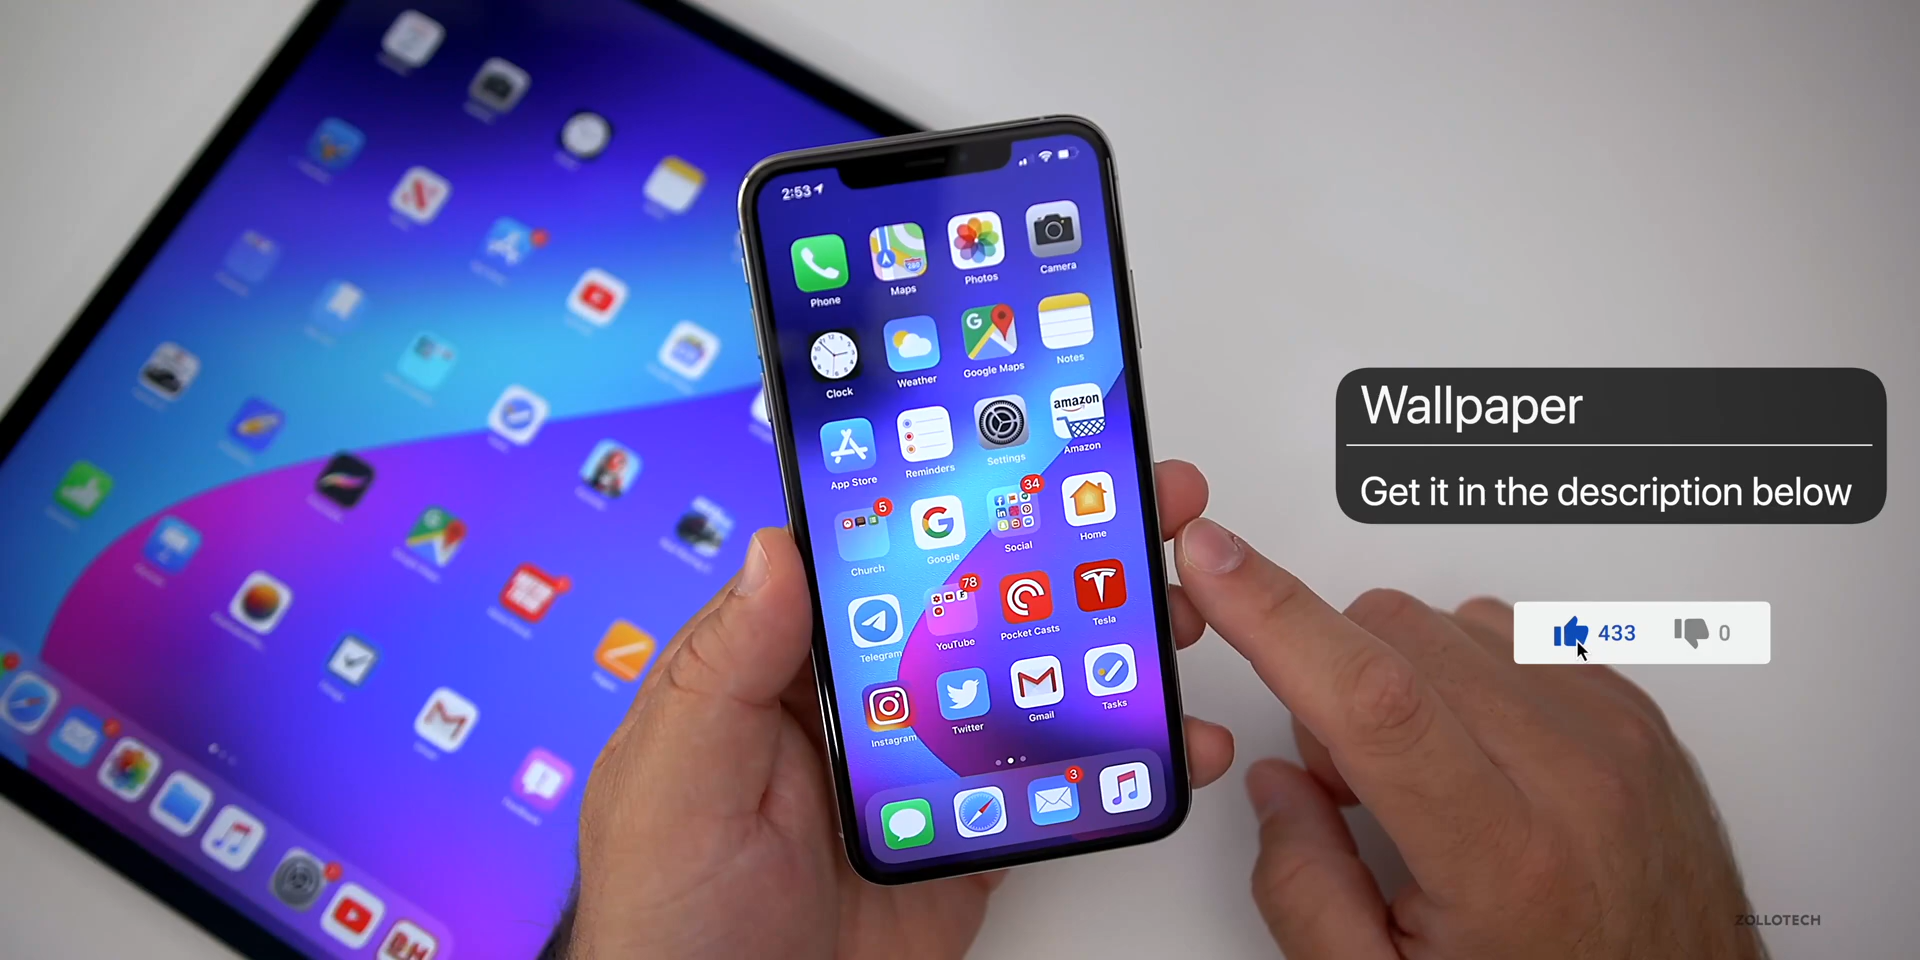 2:53
Phone
Maps
Photos
Camera
Clock
Weather
Google Maps
Notes
App Store
Reminders
Settings
amazon
Amazon
5
34
Church
Google
Social
Home
78
Telegram
YouTube
Pocket Casts
Tesla
Instagram
Twitter
Gmail
Tasks
3
Wallpaper
Get it in the description below
433
0
ZOLLOTECH